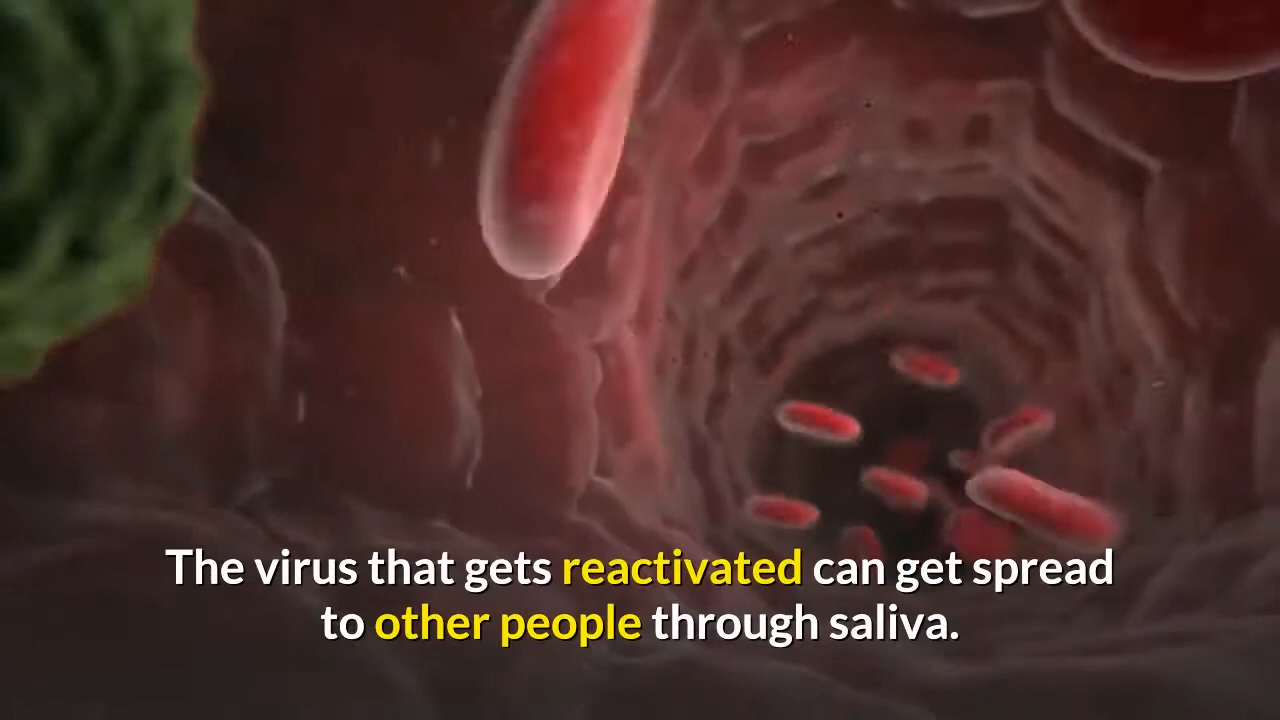 The virus that gets reactivated can get spread
to other people through saliva.